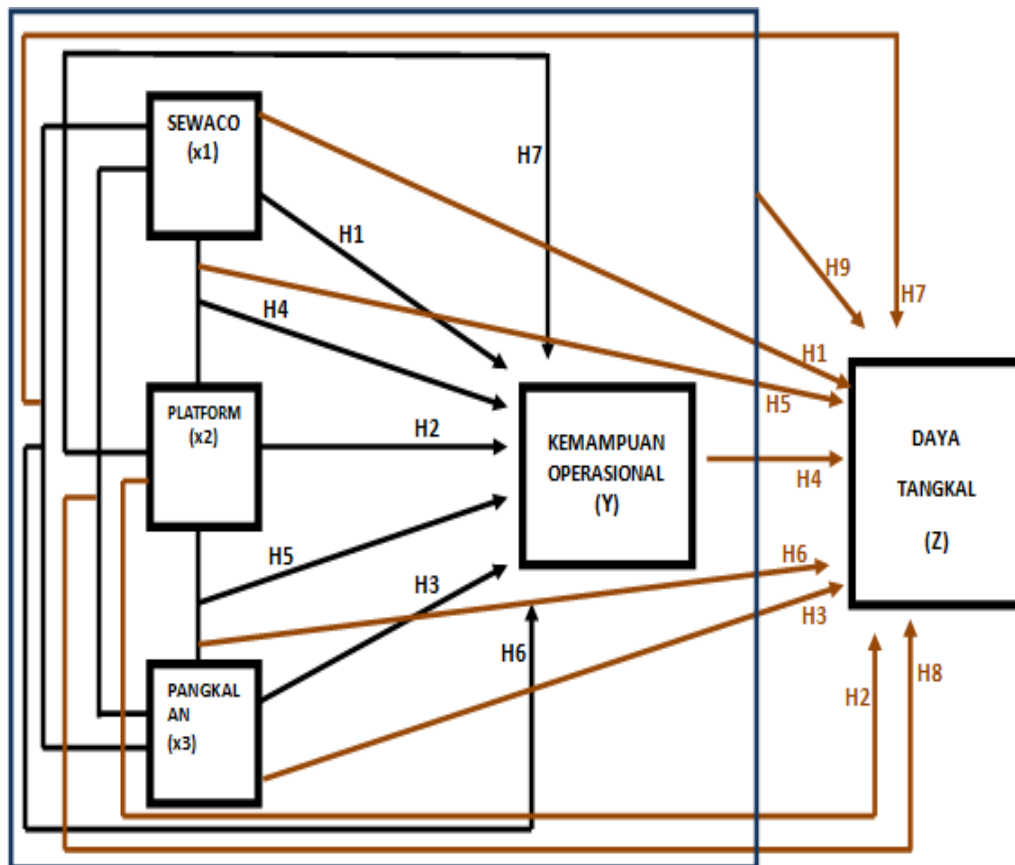 SEWACO
(x1)
H7
H1
H9
H7
H4
H1
H5
PLATFORM
(x2)
H2
KEMAMPUAN
OPERASIONAL
(Y)
H4
DAYA
TANGKAL
(Z)
H5
H3
H6
H3
H6
H2
H8
PANGKAL
AN
(x3)